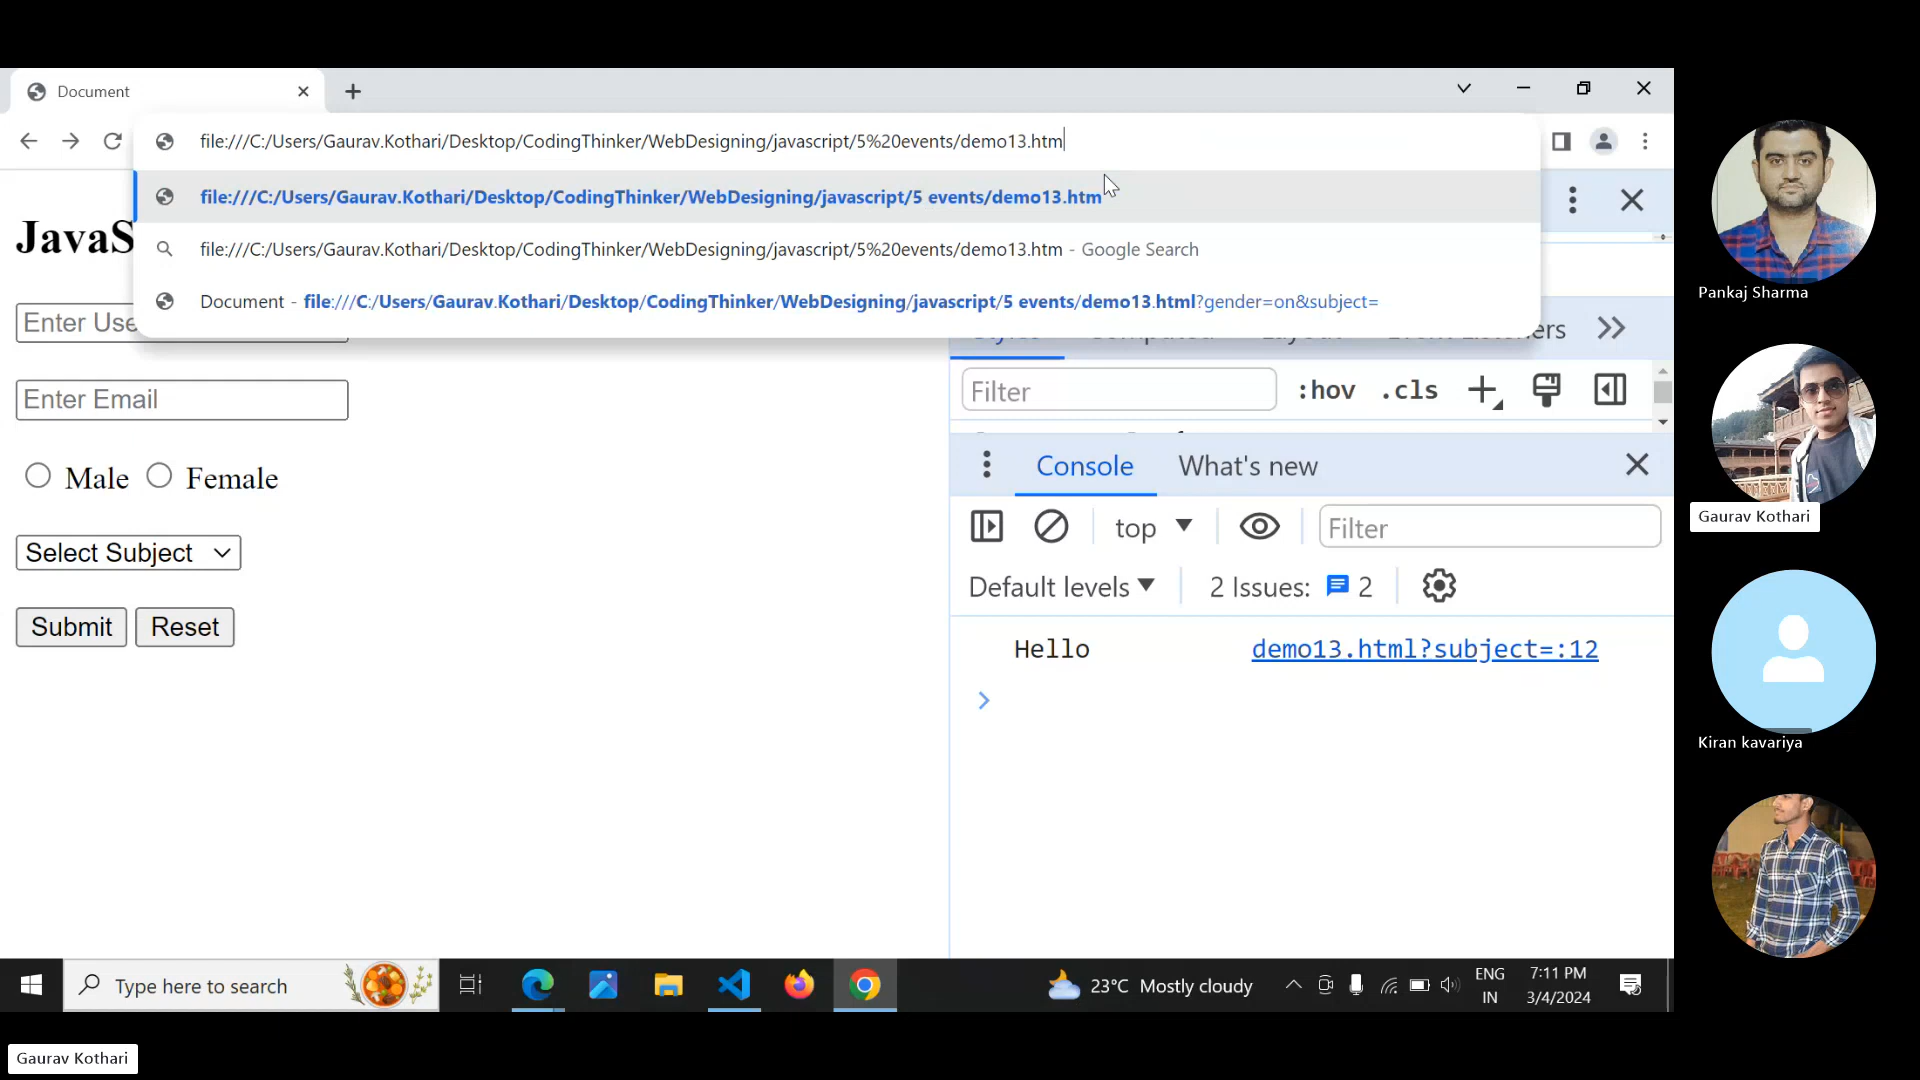 Document
file:///C:/Users/Gaurav.Kothari/Desktop/CodingThinker/WebDesigning/javascript/5%20events/demo13.htm
file:///C:/Users/Gaurav.Kothari/Desktop/CodingThinker/WebDesigning/javascript/5 events/demo13.htm
file:///C:/Users/Gaurav.Kothari/Desktop/CodingThinker/WebDesigning/javascript/5%20events/demo13.htm - Google Search
Document - file:///C:/Users/Gaurav.Kothari/Desktop/CodingThinker/WebDesigning/javascript/5 events/demo13.html?gender=on&subject=
JavaS
Enter Use
Enter Email
Male Female
Select Subject
Submit Reset
Filter :hov .cls
Console What's new
top Filter
Default levels 2 Issues: 2
Hello demo13.html?subject=:12
Type here to search
23°C Mostly cloudy
ENG
IN
7:11 PM
3/4/2024
Pankaj Sharma
Gaurav Kothari
Kiran kavariya
Gaurav Kothari